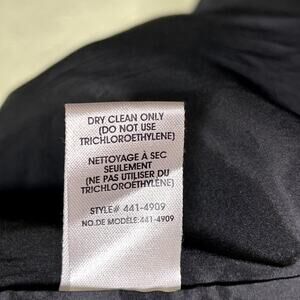 DRY CLEAN ONLY
(DO NOT USE
TRICHLOROETHYLENE)
NETTOYAGE À SEC
SEULEMENT
(NE PAS UTILISER DU
TRICHLOROETHYLÈNE)
STYLE# 441-4909
NO.DE MODÈLE: 441-4909